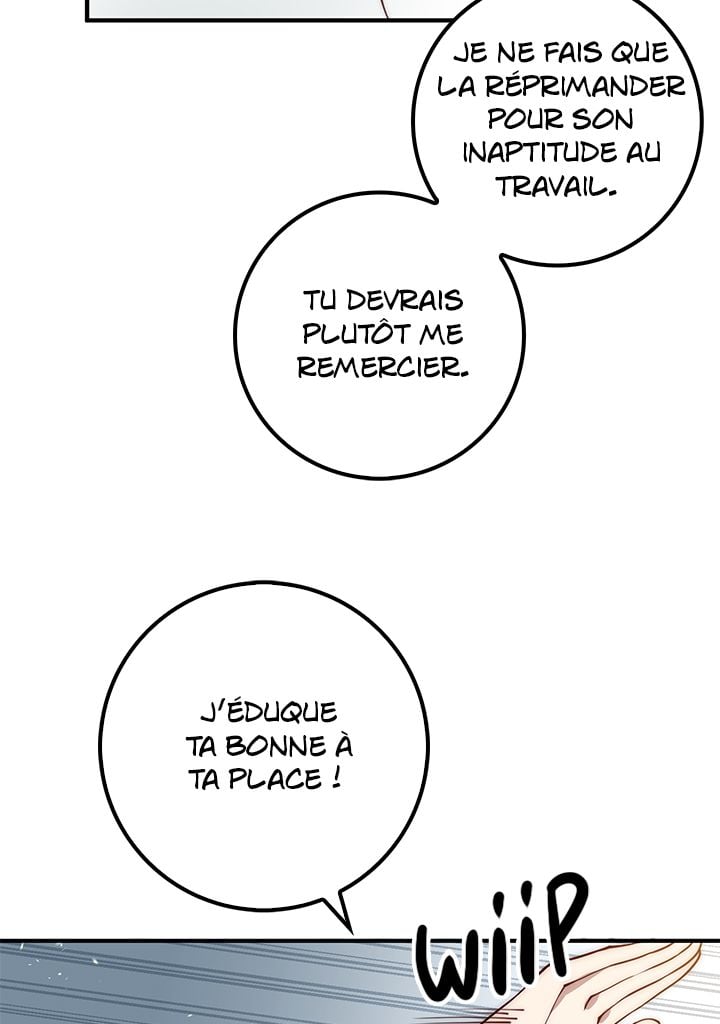 JE NE FAIS QUE
LA RÉPRIMANDER
POUR SON
INAPTITUDE AU
TRAVAIL.
TU DEVRAIS
PLUTÔT ME
REMERCIER.
J'ÉDUQUE
TA BONNE À
TA PLACE !
WIIP